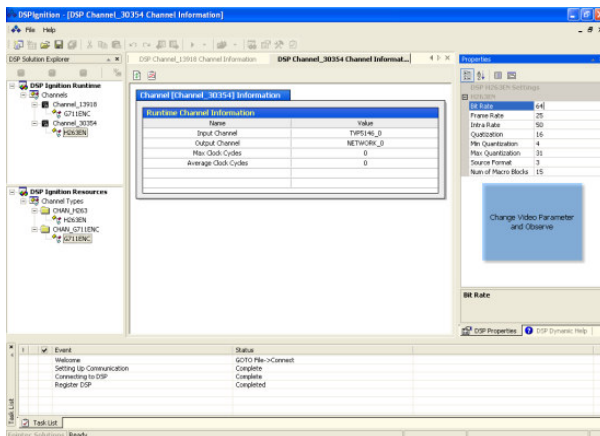 DSPIgnition - [DSP Channel_30354 Channel Information]
File Help
DSP Solution Explorer
DSP Channel_13918 Channel Information
DSP Channel_30354 Channel Informat...
Properties
DSP Ignition Runtime
Channels
Channel_13918
G711ENC
Channel_30354
H263EN
DSP Ignition Resources
Channel Types
CHAN_H263
H263EN
CHAN_G711ENC
G711ENC
Channel [Channel_30354] Information
Runtime Channel Information
Name Value
Input Channel TVP5146_0
Output Channel NETWORK_0
Max Clock Cycles 0
Average Clock Cycles 0
DSP H263EN Settings
H263EN
Bit Rate 64
Frame Rate 25
Intra Rate 50
Quatization 16
Min Quantization 4
Max Quantization 31
Source Format 3
Num of Macro Blocks 15
Change Video Parameter
and Observe
Bit Rate
DSP Properties DSP Dynamic Help
! Event Status
Welcome GOTO File->Connect
Setting Up Communication Complete
Connecting to DSP Complete
Register DSP Completed
Task List
Task List
Solutions Ready